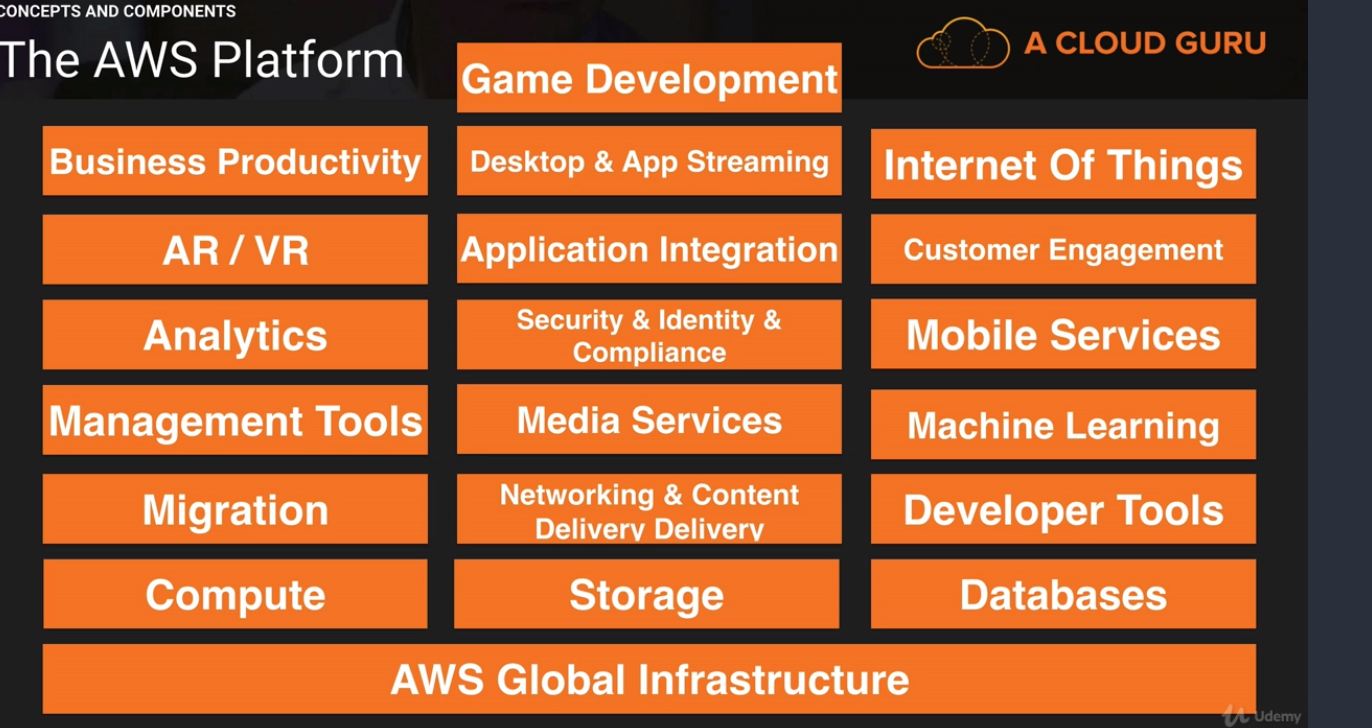 CONCEPTS AND COMPONENTS
The AWS Platform
A CLOUD GURU
Game Development
Business Productivity
Desktop & App Streaming
Internet Of Things
AR / VR
Application Integration
Customer Engagement
Analytics
Security & Identity &
Compliance
Mobile Services
Management Tools
Media Services
Machine Learning
Migration
Networking & Content
Delivery Delivery
Developer Tools
Compute
Storage
Databases
AWS Global Infrastructure
Udemy